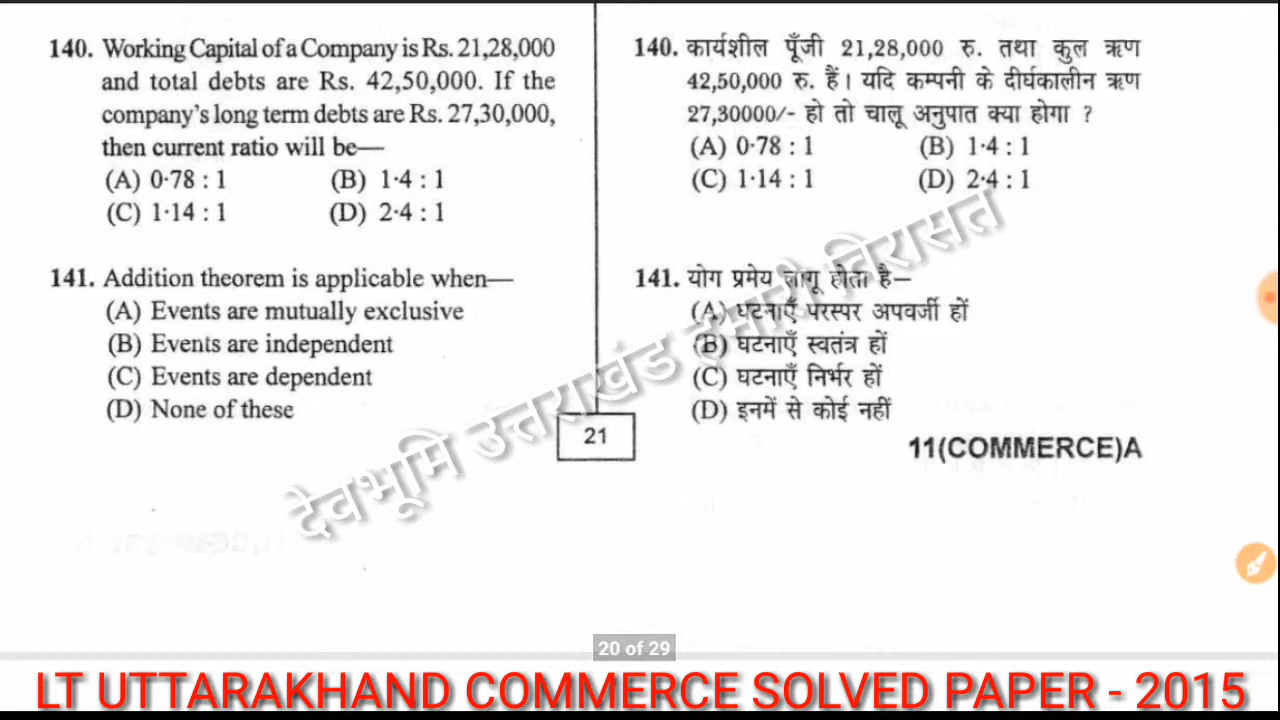 140. Working Capital of a Company is Rs. 21,28,000
and total debts are Rs. 42,50,000. If the
company's long term debts are Rs. 27,30,000,
then current ratio will be—
(A) 0·78 : 1 (B) 1·4 : 1
(C) 1·14 : 1 (D) 2·4 : 1
141. Addition theorem is applicable when—
(A) Events are mutually exclusive
(B) Events are independent
(C) Events are dependent
(D) None of these
140. कार्यशील पूँजी 21,28,000 रु. तथा कुल ऋण
42,50,000 रु. हैं। यदि कम्पनी के दीर्घकालीन ऋण
27,30000/- हो तो चालू अनुपात क्या होगा ?
(A) 0·78 : 1 (B) 1·4 : 1
(C) 1·14 : 1 (D) 2·4 : 1
141. योग प्रमेय लागू होता है—
(A) घटनाएँ परस्पर अपवर्जी हों
(B) घटनाएँ स्वतंत्र हों
(C) घटनाएँ निर्भर हों
(D) इनमें से कोई नहीं
देवभूमि उत्तराखंड हमारी विरासत
21
11(COMMERCE)A
20 of 29
LT UTTARAKHAND COMMERCE SOLVED PAPER - 2015